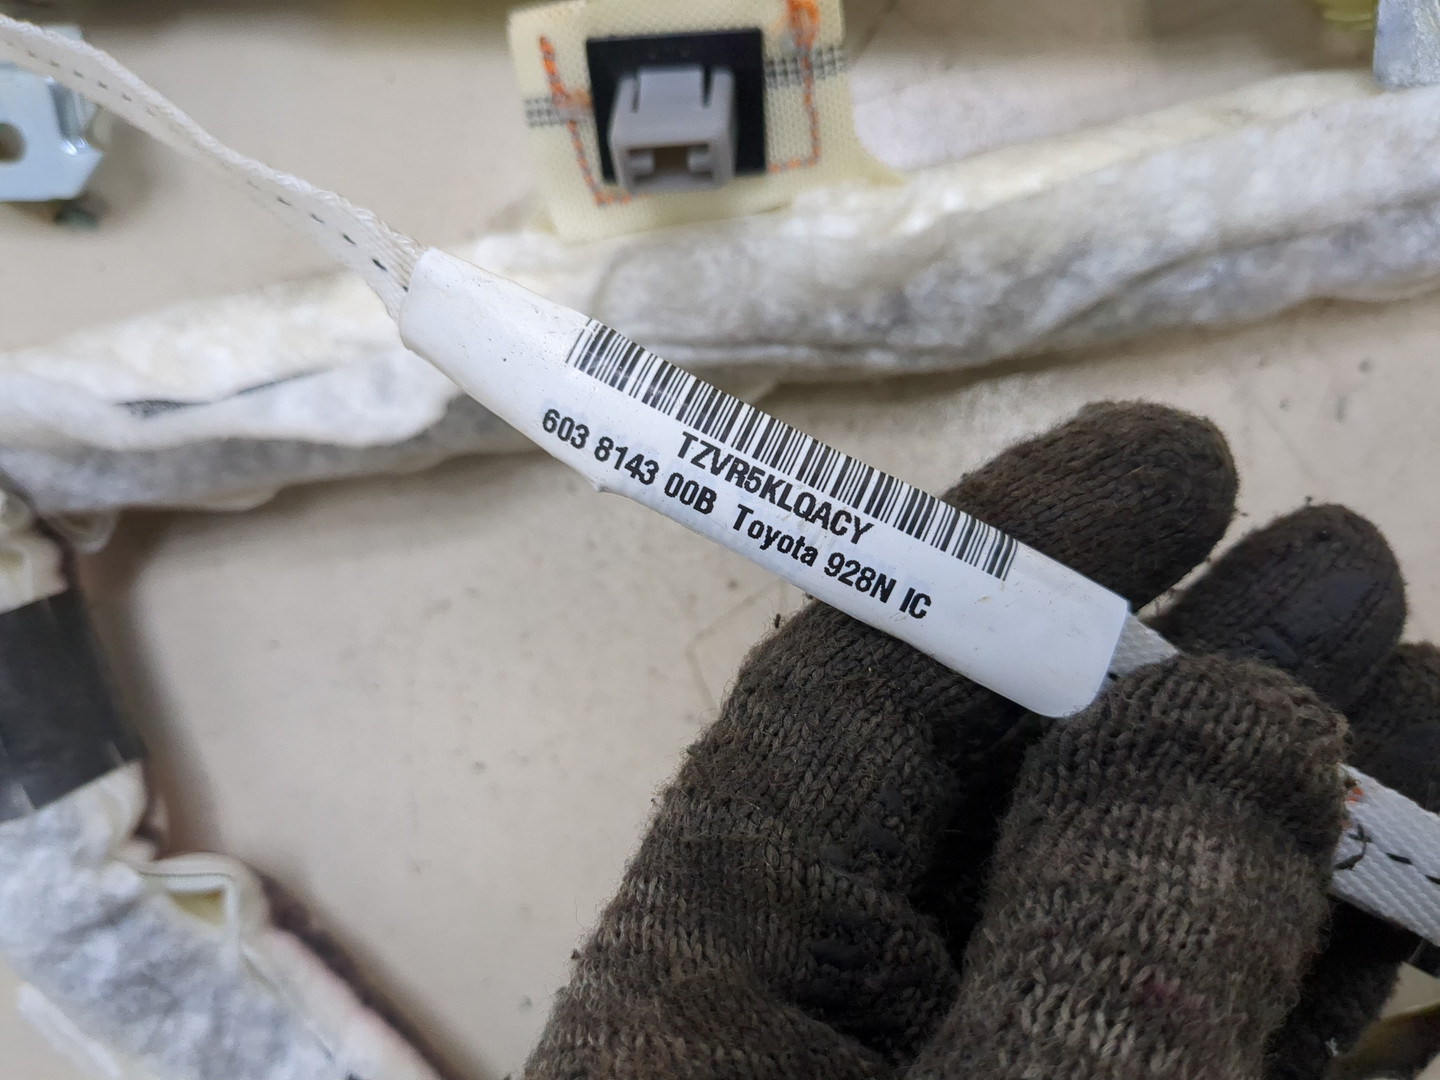 TZVR5KLQACY
603 8143 00B Toyota 928N IC